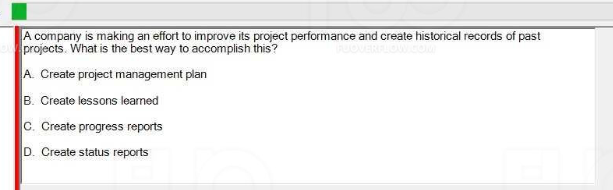 A company is making an effort to improve its project performance and create historical records of past
projects. What is the best way to accomplish this?
A. Create project management plan
B. Create lessons learned
C. Create progress reports
D. Create status reports